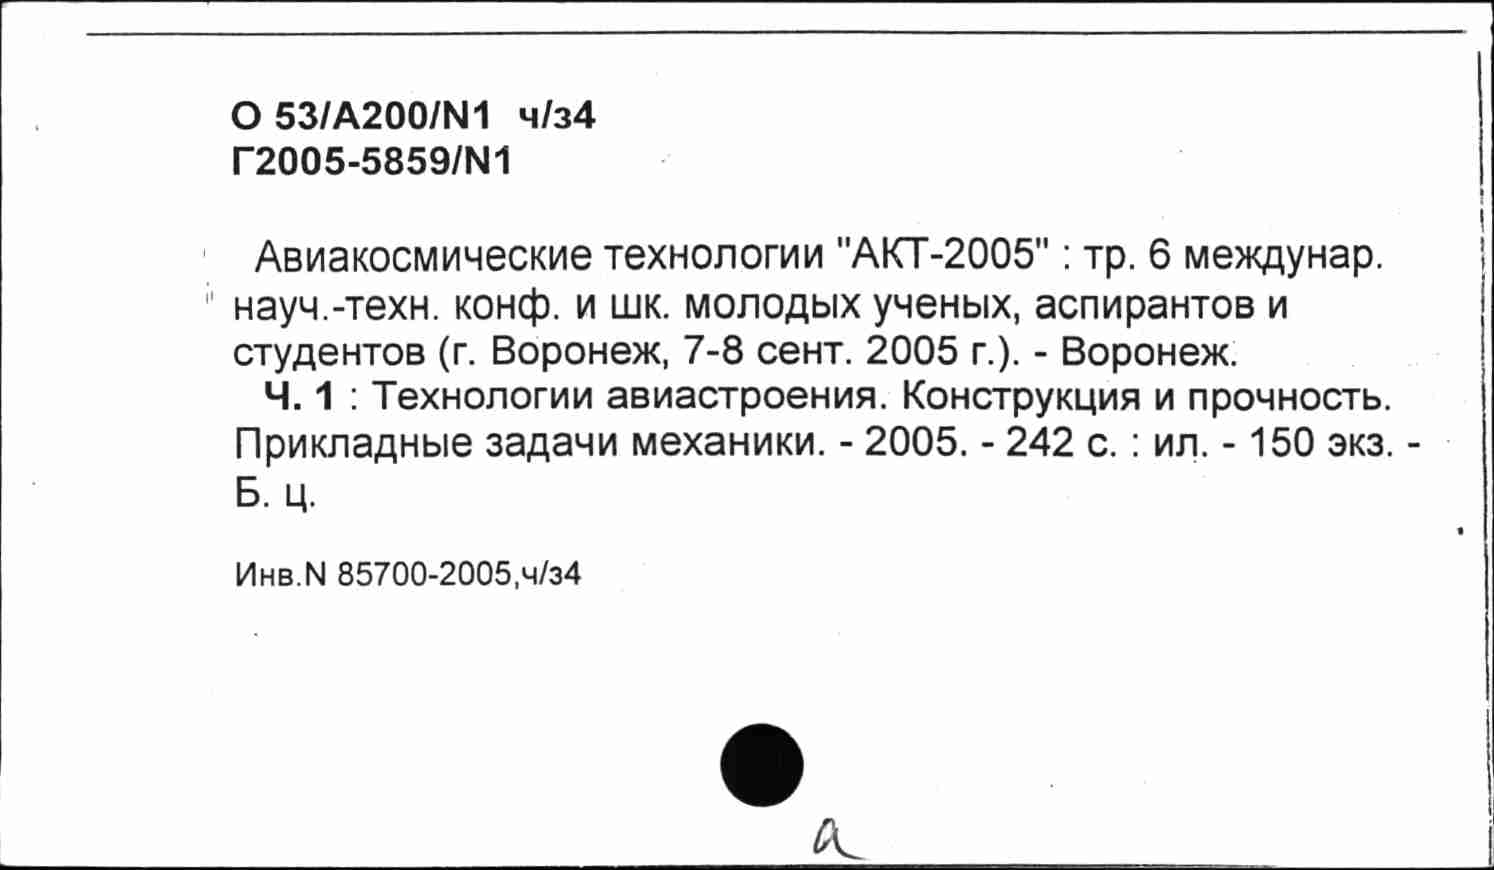 О 53/А200/N1 ч/з4
Г2005-5859/N1
Авиакосмические технологии "АКТ-2005" : тр. 6 междунар.
науч.-техн. конф. и шк. молодых ученых, аспирантов и
студентов (г. Воронеж, 7-8 сент. 2005 г.). - Воронеж.
Ч. 1 : Технологии авиастроения. Конструкция и прочность.
Прикладные задачи механики. - 2005. - 242 с. : ил. - 150 экз. -
Б. ц.
Инв.N 85700-2005,ч/з4
а